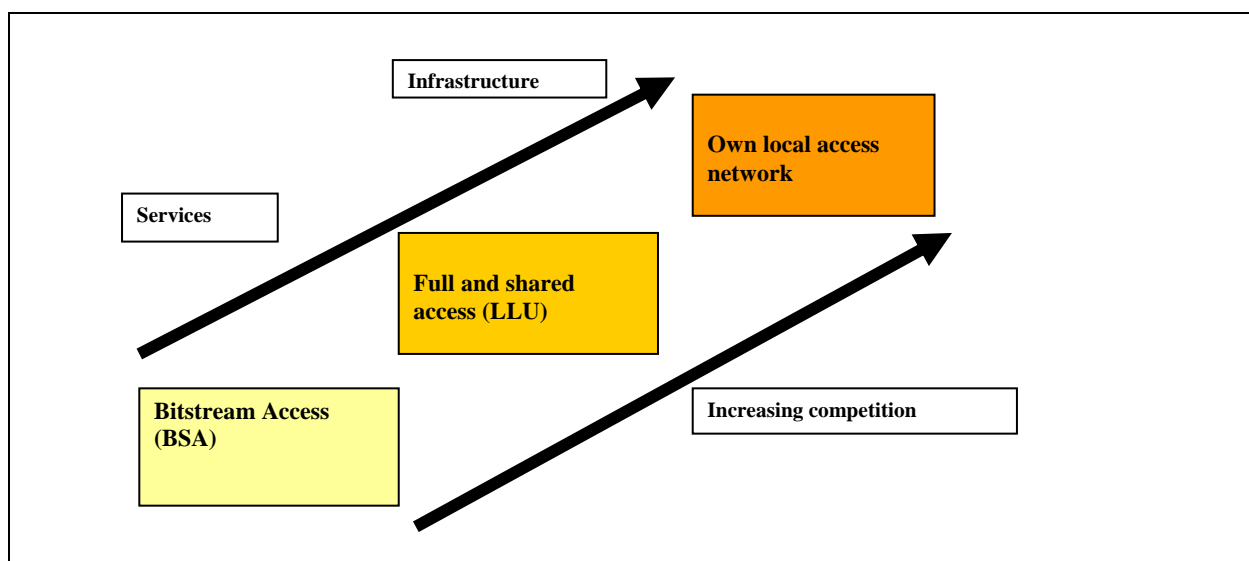 Infrastructure
Own local access
network
Services
Full and shared
access (LLU)
Bitstream Access
(BSA)
Increasing competition